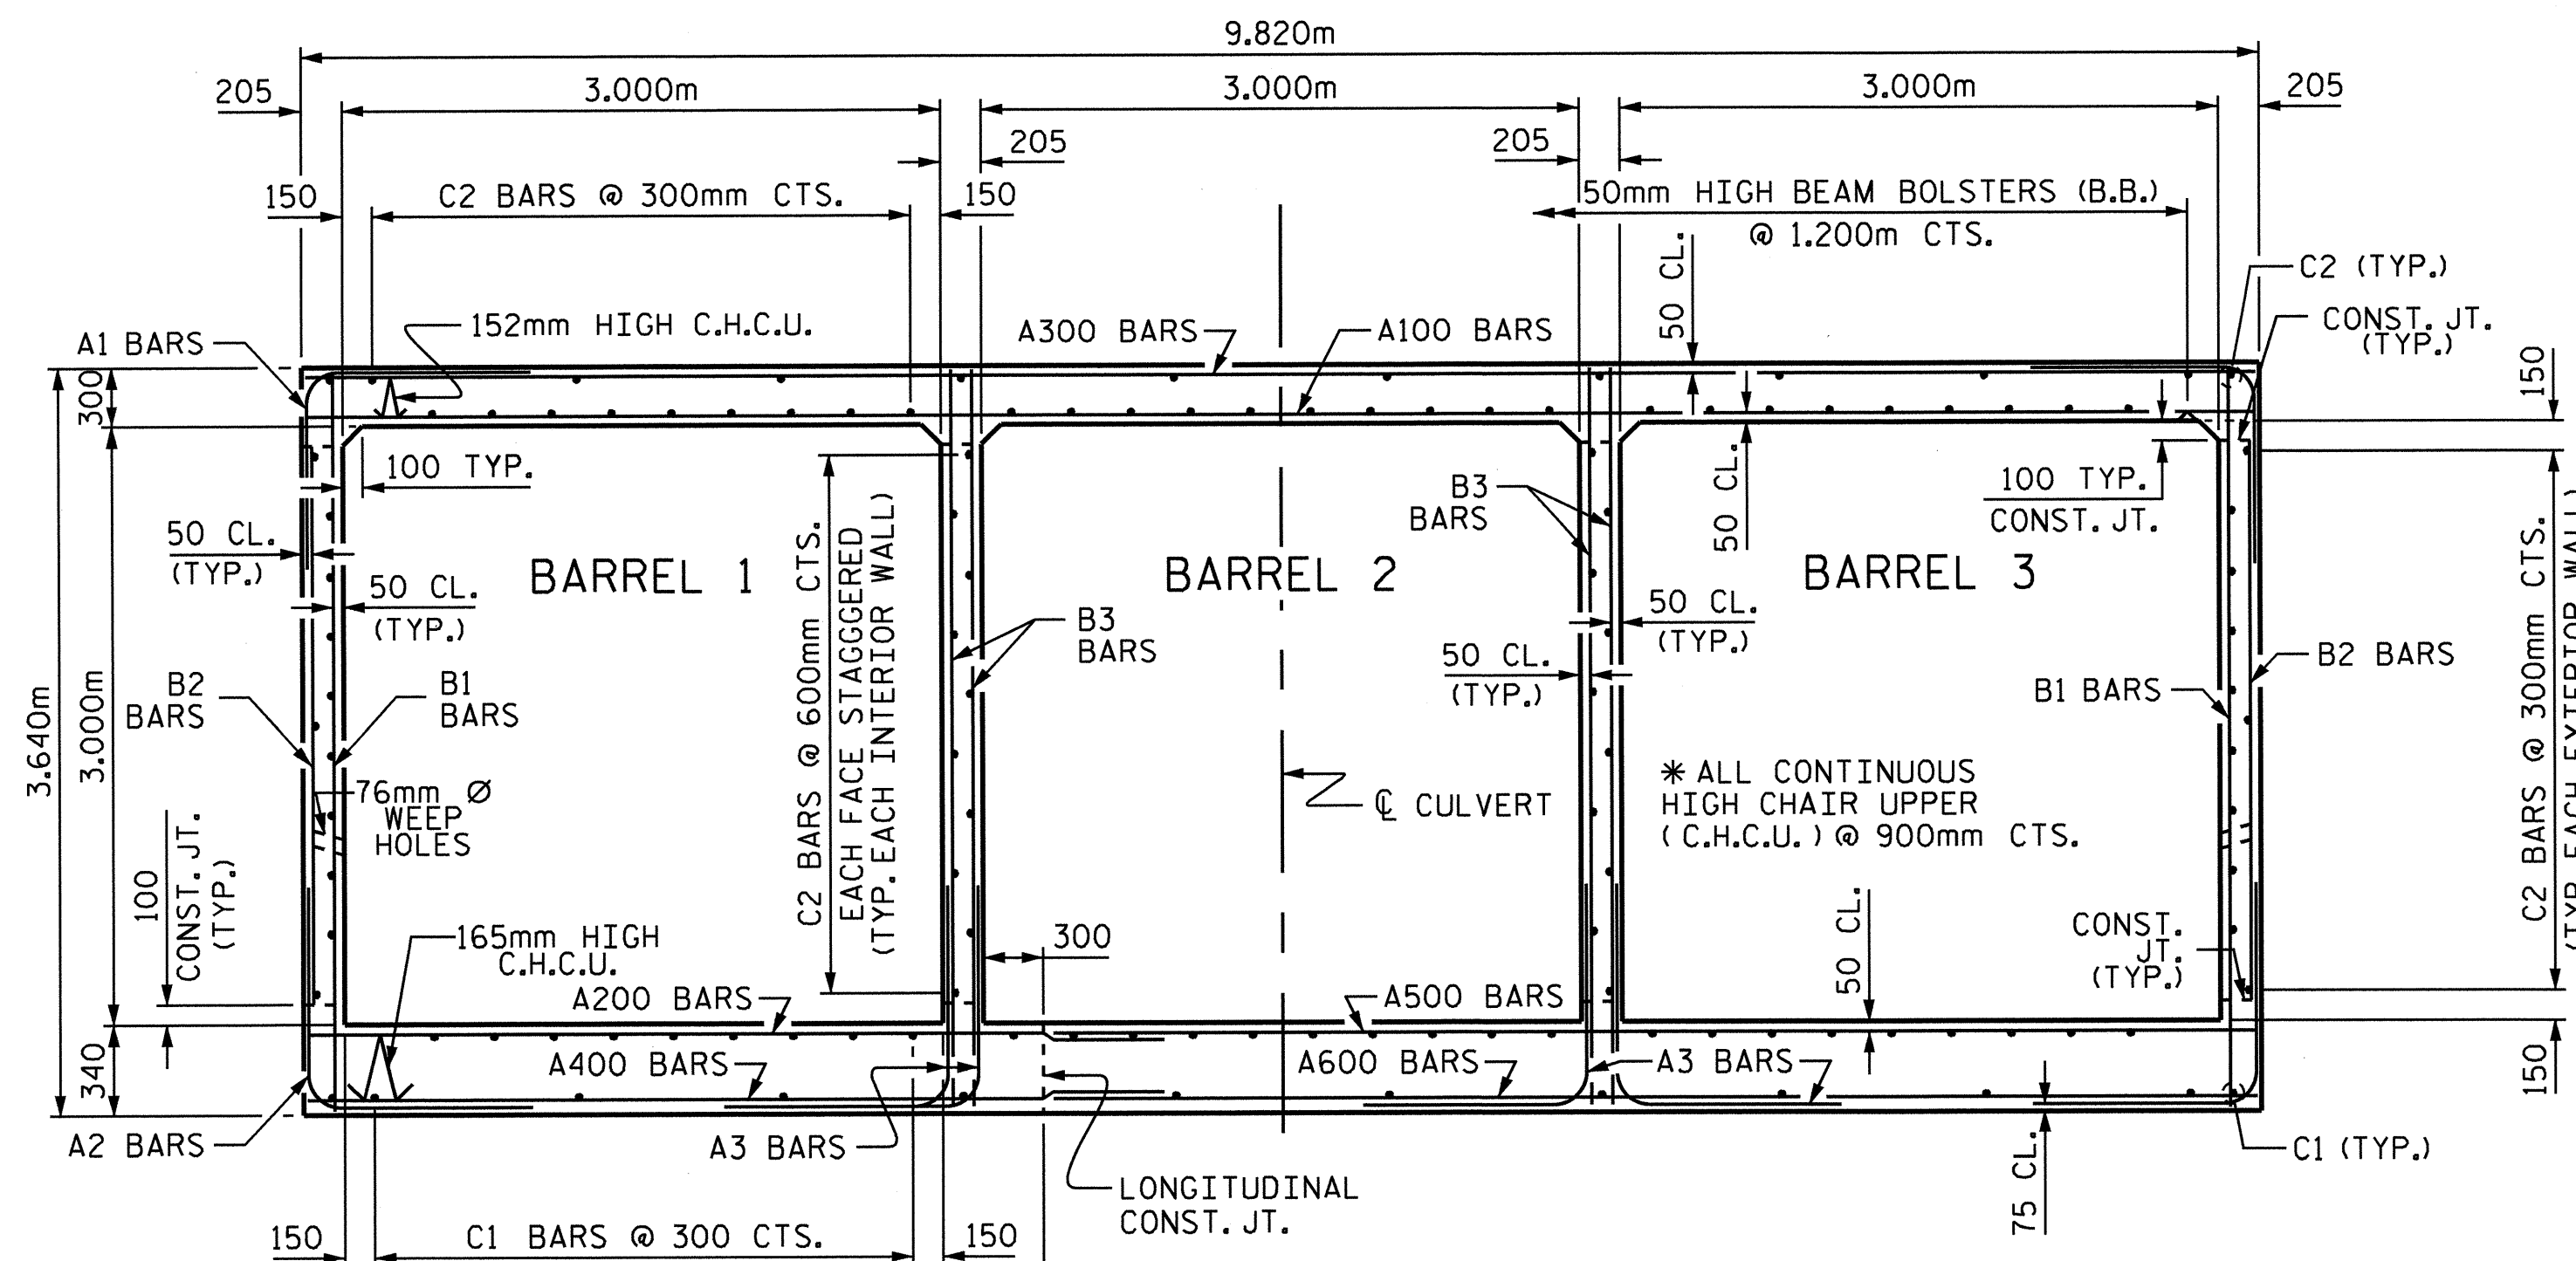 9.820m
205
3.000m
3.000m
3.000m
205
205
205
150
C2 BARS @ 300mm CTS.
150
50mm HIGH BEAM BOLSTERS (B.B.)
@ 1.200m CTS.
50 CL.
C2 (TYP.)
CONST. JT.
(TYP.)
A1 BARS
152mm HIGH C.H.C.U.
A300 BARS
A100 BARS
150
300
100 TYP.
50 CL.
(TYP.)
50 CL.
(TYP.)
BARREL 1
C2 BARS @ 600mm CTS.
EACH FACE STAGGGERED
(TYP. EACH INTERIOR WALL)
BARREL 2
B3
BARS
B3
BARS
50 CL.
BARREL 3
100 TYP.
CONST. JT.
50 CL.
(TYP.)
50 CL.
(TYP.)
B2
BARS
B1
BARS
B1 BARS
B2 BARS
C2 BARS @ 300mm CTS.
(TYP. EACH EXTERIOR WALL)
3.640m
3.000m
76mm Ø
WEEP
HOLES
℄ CULVERT
* ALL CONTINUOUS
HIGH CHAIR UPPER
(C.H.C.U.) @ 900mm CTS.
100
CONST. JT.
(TYP.)
165mm HIGH
C.H.C.U.
300
50 CL.
CONST.
JT.
(TYP.)
A200 BARS
A500 BARS
340
A400 BARS
A600 BARS
A3 BARS
150
A2 BARS
A3 BARS
LONGITUDINAL
CONST. JT.
75 CL.
C1 (TYP.)
150
C1 BARS @ 300 CTS.
150